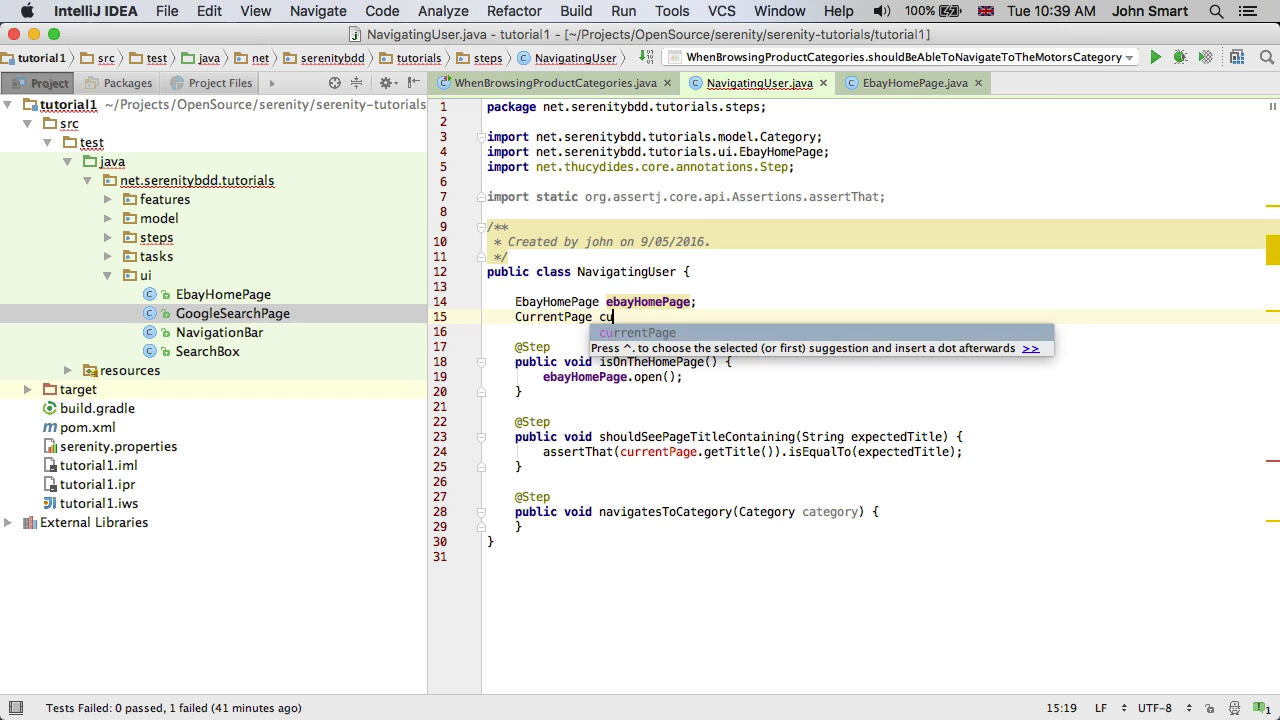 IntelliJ IDEA File Edit View Navigate Code Analyze Refactor Build Run Tools VCS Window Help 100% Tue 10:39 AM John Smart
NavigatingUser.java - tutorial1 - [~/Projects/OpenSource/serenity/serenity-tutorials/tutorial1]
tutorial1 src test java net serenitybdd tutorials steps NavigatingUser WhenBrowsingProductCategories.shouldBeAbleToNavigateToTheMotorsCategory
Project Packages Project Files WhenBrowsingProductCategories.java NavigatingUser.java EbayHomePage.java
tutorial1 ~/Projects/OpenSource/serenity/serenity-tutorials
src
test
java
net.serenitybdd.tutorials
features
model
steps
tasks
ui
EbayHomePage
GoogleSearchPage
NavigationBar
SearchBox
resources
target
build.gradle
pom.xml
serenity.properties
tutorial1.iml
tutorial1.ipr
tutorial1.iws
External Libraries
1 package net.serenitybdd.tutorials.steps;
2
3 import net.serenitybdd.tutorials.model.Category;
4 import net.serenitybdd.tutorials.ui.EbayHomePage;
5 import net.thucydides.core.annotations.Step;
6
7 import static org.assertj.core.api.Assertions.assertThat;
8
9 /**
10 * Created by john on 9/05/2016.
11 */
12 public class NavigatingUser {
13
14 EbayHomePage ebayHomePage;
15 CurrentPage cu
16 currentPage
Press ^. to choose the selected (or first) suggestion and insert a dot afterwards >>
17 @Step
18 public void isOnTheHomePage() {
19 ebayHomePage.open();
20 }
21
22 @Step
23 public void shouldSeePageTitleContaining(String expectedTitle) {
24 assertThat(currentPage.getTitle()).isEqualTo(expectedTitle);
25 }
26
27 @Step
28 public void navigatesToCategory(Category category) {
29 }
30 }
31
Tests Failed: 0 passed, 1 failed (41 minutes ago) 15:19 LF UTF-8 1